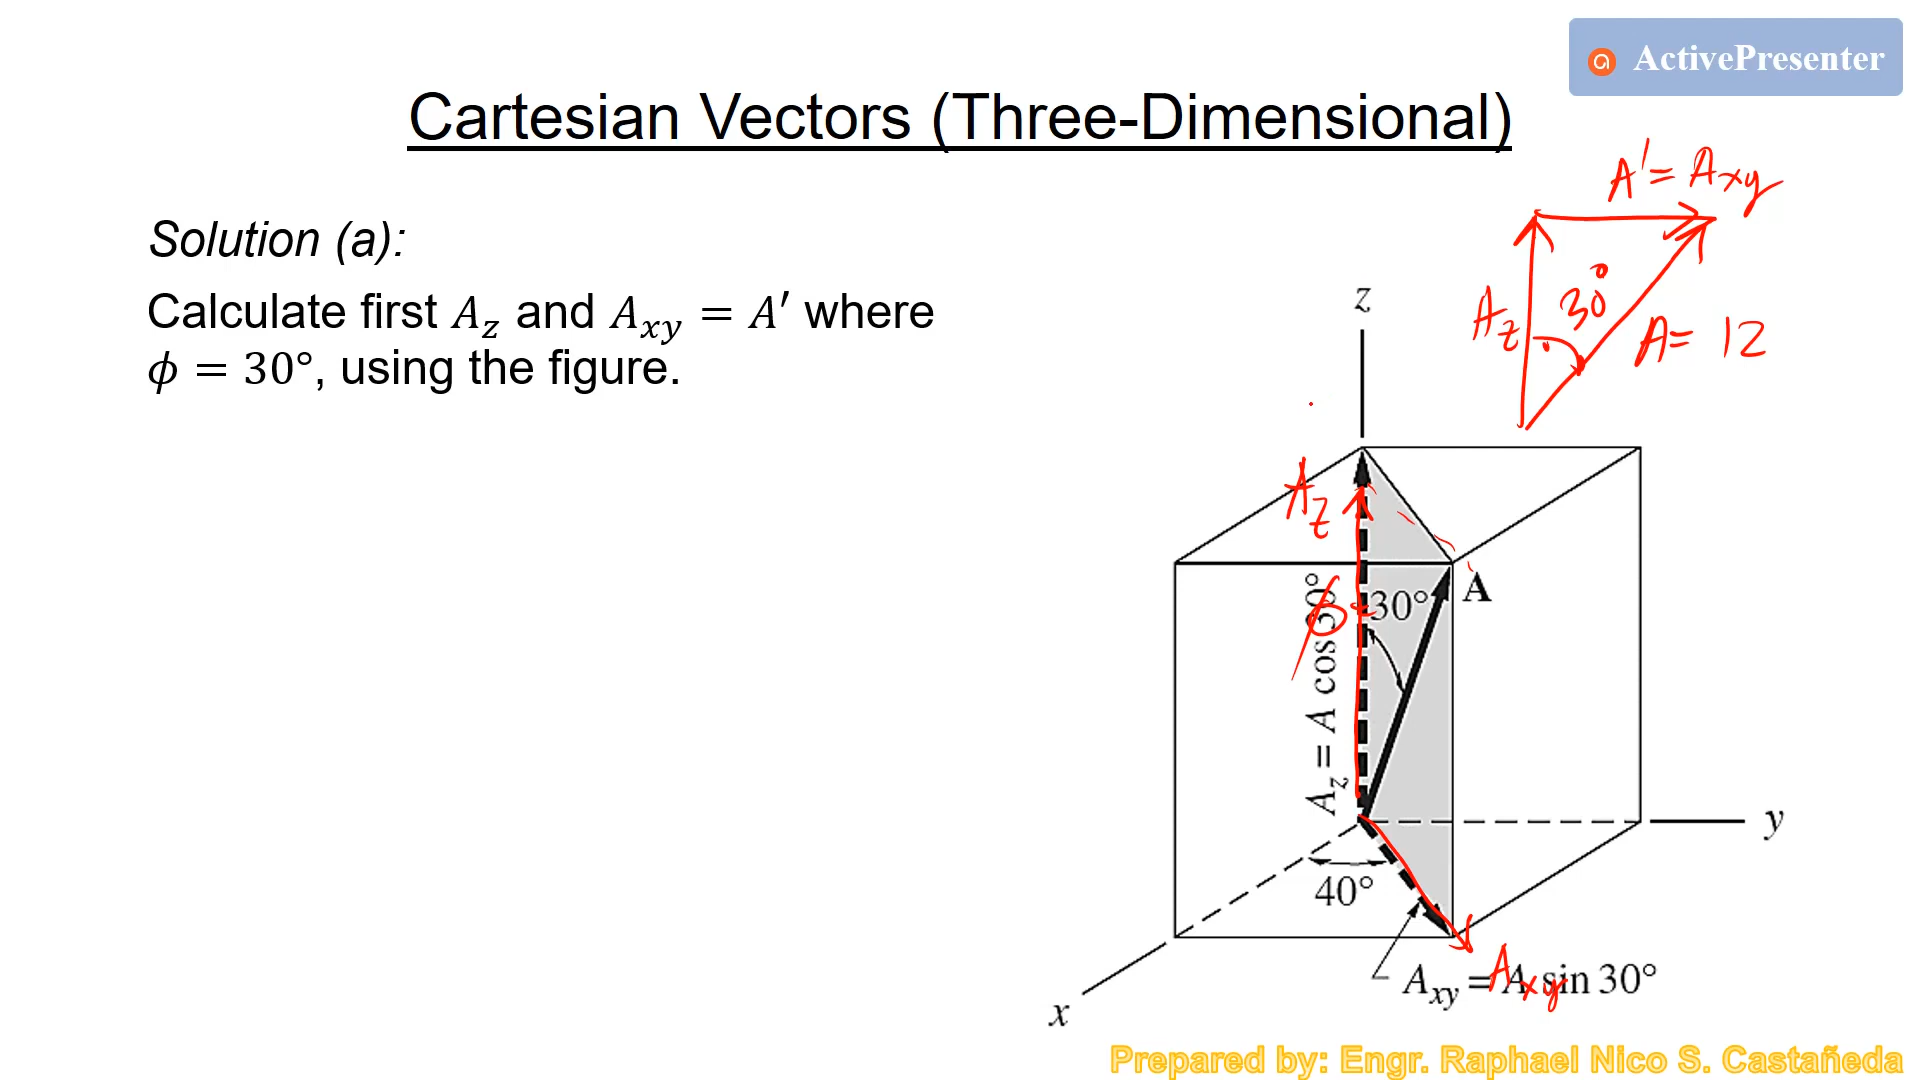 ActivePresenter
Cartesian Vectors (Three-Dimensional)
A' = Axy
Solution (a):
Calculate first A_z and A_xy = A′ where
ϕ = 30°, using the figure.
Az
30°
A = 12
z
Az
A
30°
ϕ =
A_z = A cos 30°
y
40°
A_xy = A sin 30°
Axy
x
Prepared by: Engr. Raphael Nico S. Castañeda